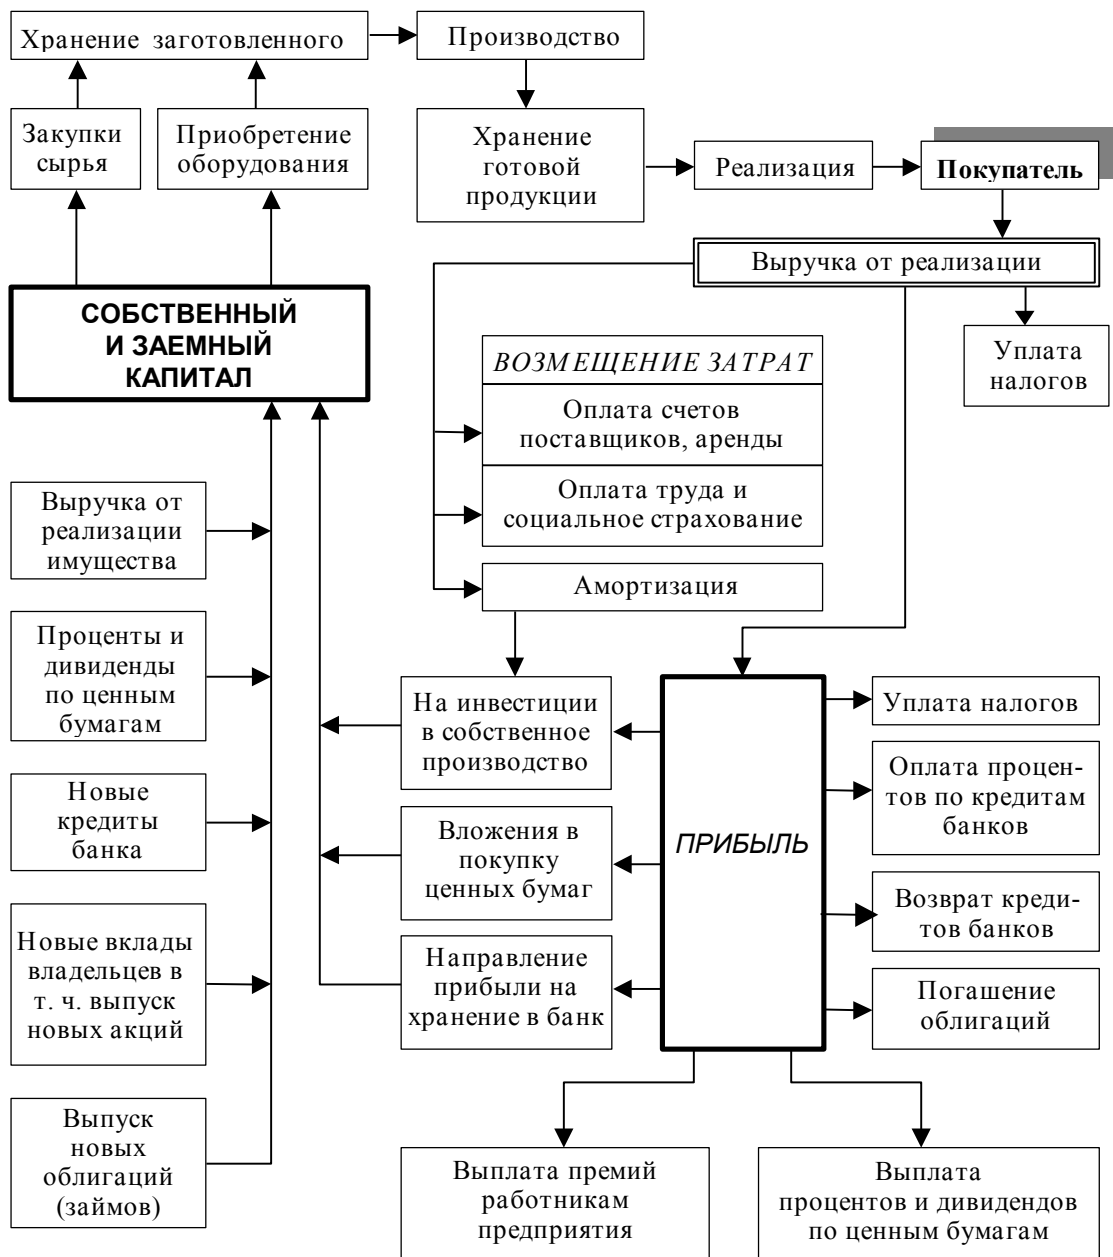 Хранение заготовленного
Производство
Закупки
сырья
Приобретение
оборудования
Хранение
готовой
продукции
Реализация
Покупатель
Выручка от реализации
Уплата
налогов
СОБСТВЕННЫЙ
И ЗАЕМНЫЙ
КАПИТАЛ
ВОЗМЕЩЕНИЕ ЗАТРАТ
Оплата счетов
поставщиков, аренды
Оплата труда и
социальное страхование
Амортизация
Выручка от
реализации
имущества
Проценты и
дивиденды
по ценным
бумагам
Новые
кредиты
банка
Новые вклады
владельцев в
т. ч. выпуск
новых акций
Выпуск
новых
облигаций
(займов)
На инвестиции
в собственное
производство
Вложения в
покупку
ценных бумаг
Направление
прибыли на
хранение в банк
ПРИБЫЛЬ
Уплата налогов
Оплата процен-
тов по кредитам
банков
Возврат креди-
тов банков
Погашение
облигаций
Выплата премий
работникам
предприятия
Выплата
процентов и дивидендов
по ценным бумагам